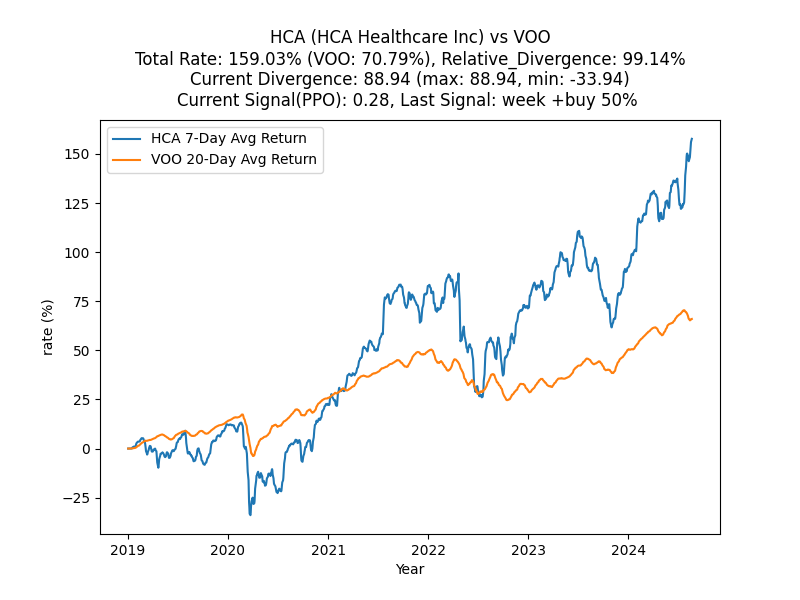 HCA (HCA Healthcare Inc) vs VOO
Total Rate: 159.03% (VOO: 70.79%), Relative_Divergence: 99.14%
Current Divergence: 88.94 (max: 88.94, min: -33.94)
Current Signal(PPO): 0.28, Last Signal: week +buy 50%
HCA 7-Day Avg Return
VOO 20-Day Avg Return
150
125
100
75
50
25
0
−25
rate (%)
2019 2020 2021 2022 2023 2024
Year